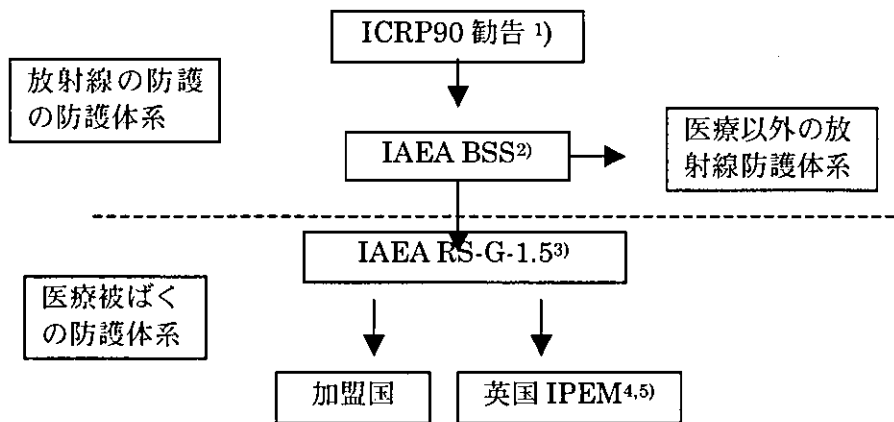 ICRP90 勧告 1)
放射線の防護
の防護体系
IAEA BSS2)
医療以外の放
射線防護体系
IAEA RS-G-1.53)
医療被ばく
の防護体系
加盟国
英国 IPEM4,5)